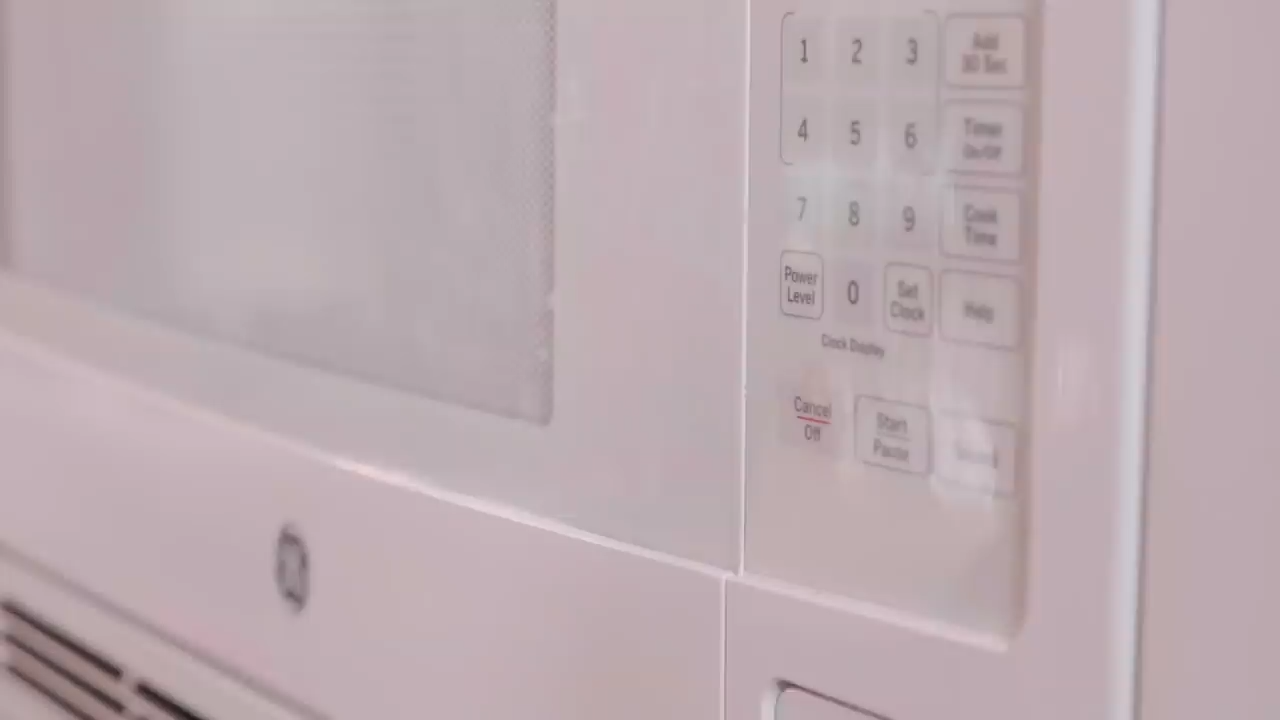 1 2 3 Add
30 Sec
4 5 6 Timer
On/Off
7 8 9 Cook
Time
Power
Level
0
Set
Clock
Help
Clock Display
Cancel
Off
Start
Pause